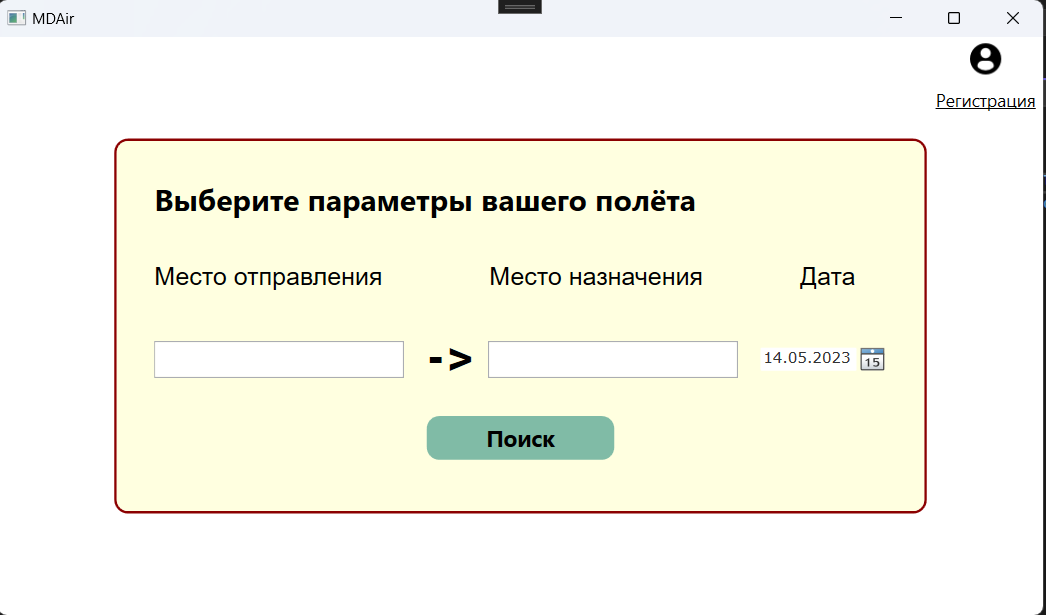 MDAir
Регистрация
Выберите параметры вашего полёта
Место отправления Место назначения Дата
-> 14.05.2023 15
Поиск